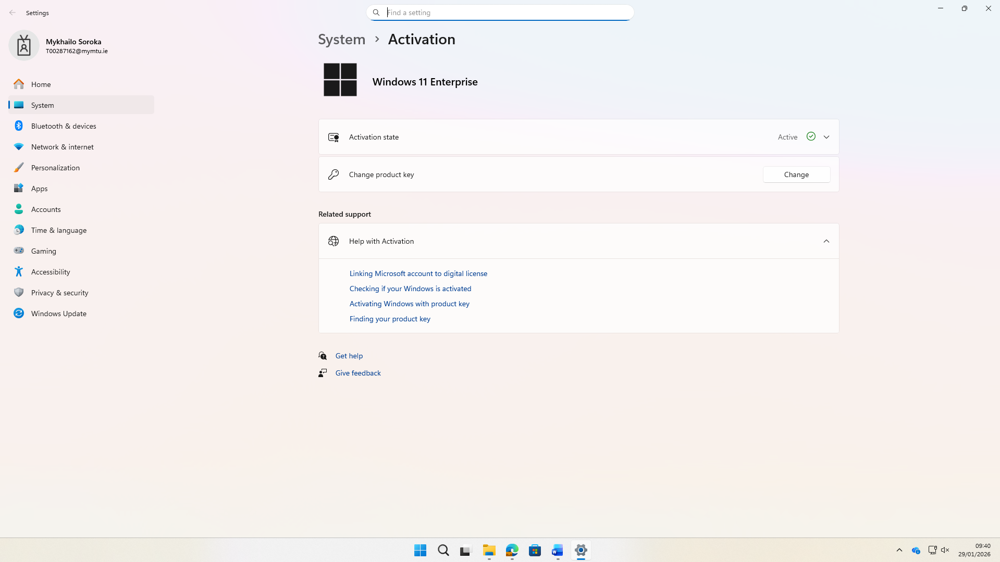 Settings
Find a setting
Mykhailo Soroka
T00287162@mymtu.ie
Home
System
Bluetooth & devices
Network & internet
Personalization
Apps
Accounts
Time & language
Gaming
Accessibility
Privacy & security
Windows Update
System > Activation
Windows 11 Enterprise
Activation state
Active
Change product key
Change
Related support
Help with Activation
Linking Microsoft account to digital license
Checking if your Windows is activated
Activating Windows with product key
Finding your product key
Get help
Give feedback
09:40
29/01/2026